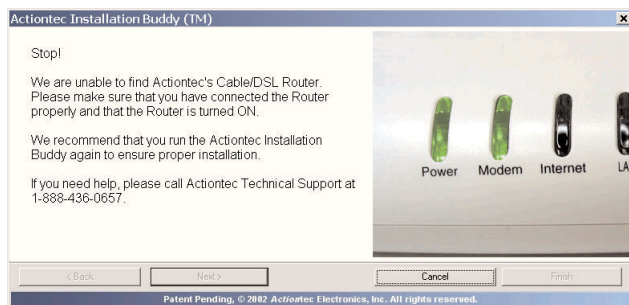 Actiontec Installation Buddy (TM)
Stop!
We are unable to find Actiontec's Cable/DSL Router.
Please make sure that you have connected the Router
properly and that the Router is turned ON.
We recommend that you run the Actiontec Installation
Buddy again to ensure proper installation.
If you need help, please call Actiontec Technical Support at
1-888-436-0657.
Power Modem Internet LA
< Back Next > Cancel Finish
Patent Pending, © 2002 Actiontec Electronics, Inc. All rights reserved.